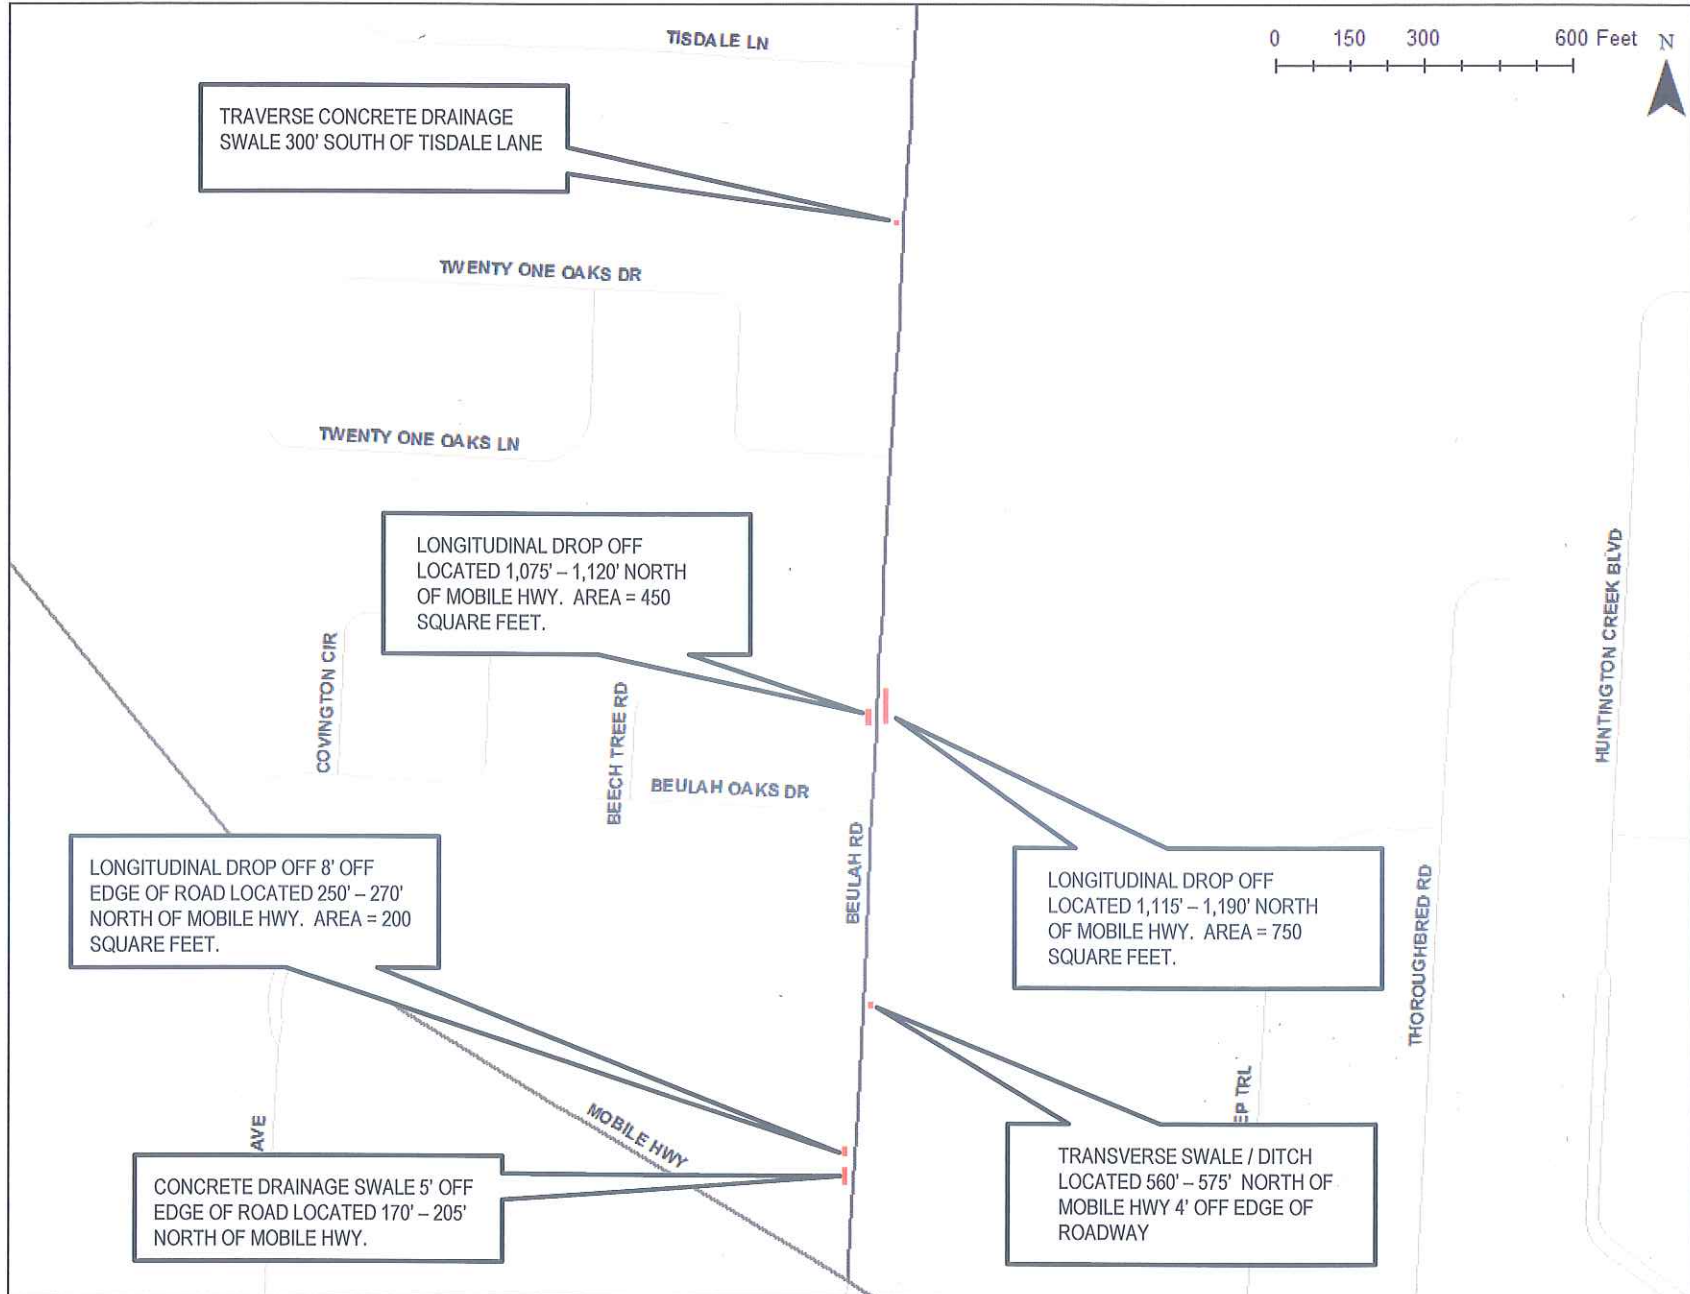 TISDALE LN
0 150 300 600 Feet
N
TRAVERSE CONCRETE DRAINAGE
SWALE 300' SOUTH OF TISDALE LANE
TWENTY ONE OAKS DR
TWENTY ONE OAKS LN
LONGITUDINAL DROP OFF
LOCATED 1,075' – 1,120' NORTH
OF MOBILE HWY. AREA = 450
SQUARE FEET.
COVINGTON CIR
BEECH TREE RD
BEULAH OAKS DR
BEULAH RD
HUNTINGTON CREEK BLVD
THOROUGHBRED RD
LONGITUDINAL DROP OFF 8' OFF
EDGE OF ROAD LOCATED 250' – 270'
NORTH OF MOBILE HWY. AREA = 200
SQUARE FEET.
LONGITUDINAL DROP OFF
LOCATED 1,115' – 1,190' NORTH
OF MOBILE HWY. AREA = 750
SQUARE FEET.
AVE
MOBILE HWY
EP TRL
CONCRETE DRAINAGE SWALE 5' OFF
EDGE OF ROAD LOCATED 170' – 205'
NORTH OF MOBILE HWY.
TRANSVERSE SWALE / DITCH
LOCATED 560' – 575' NORTH OF
MOBILE HWY 4' OFF EDGE OF
ROADWAY